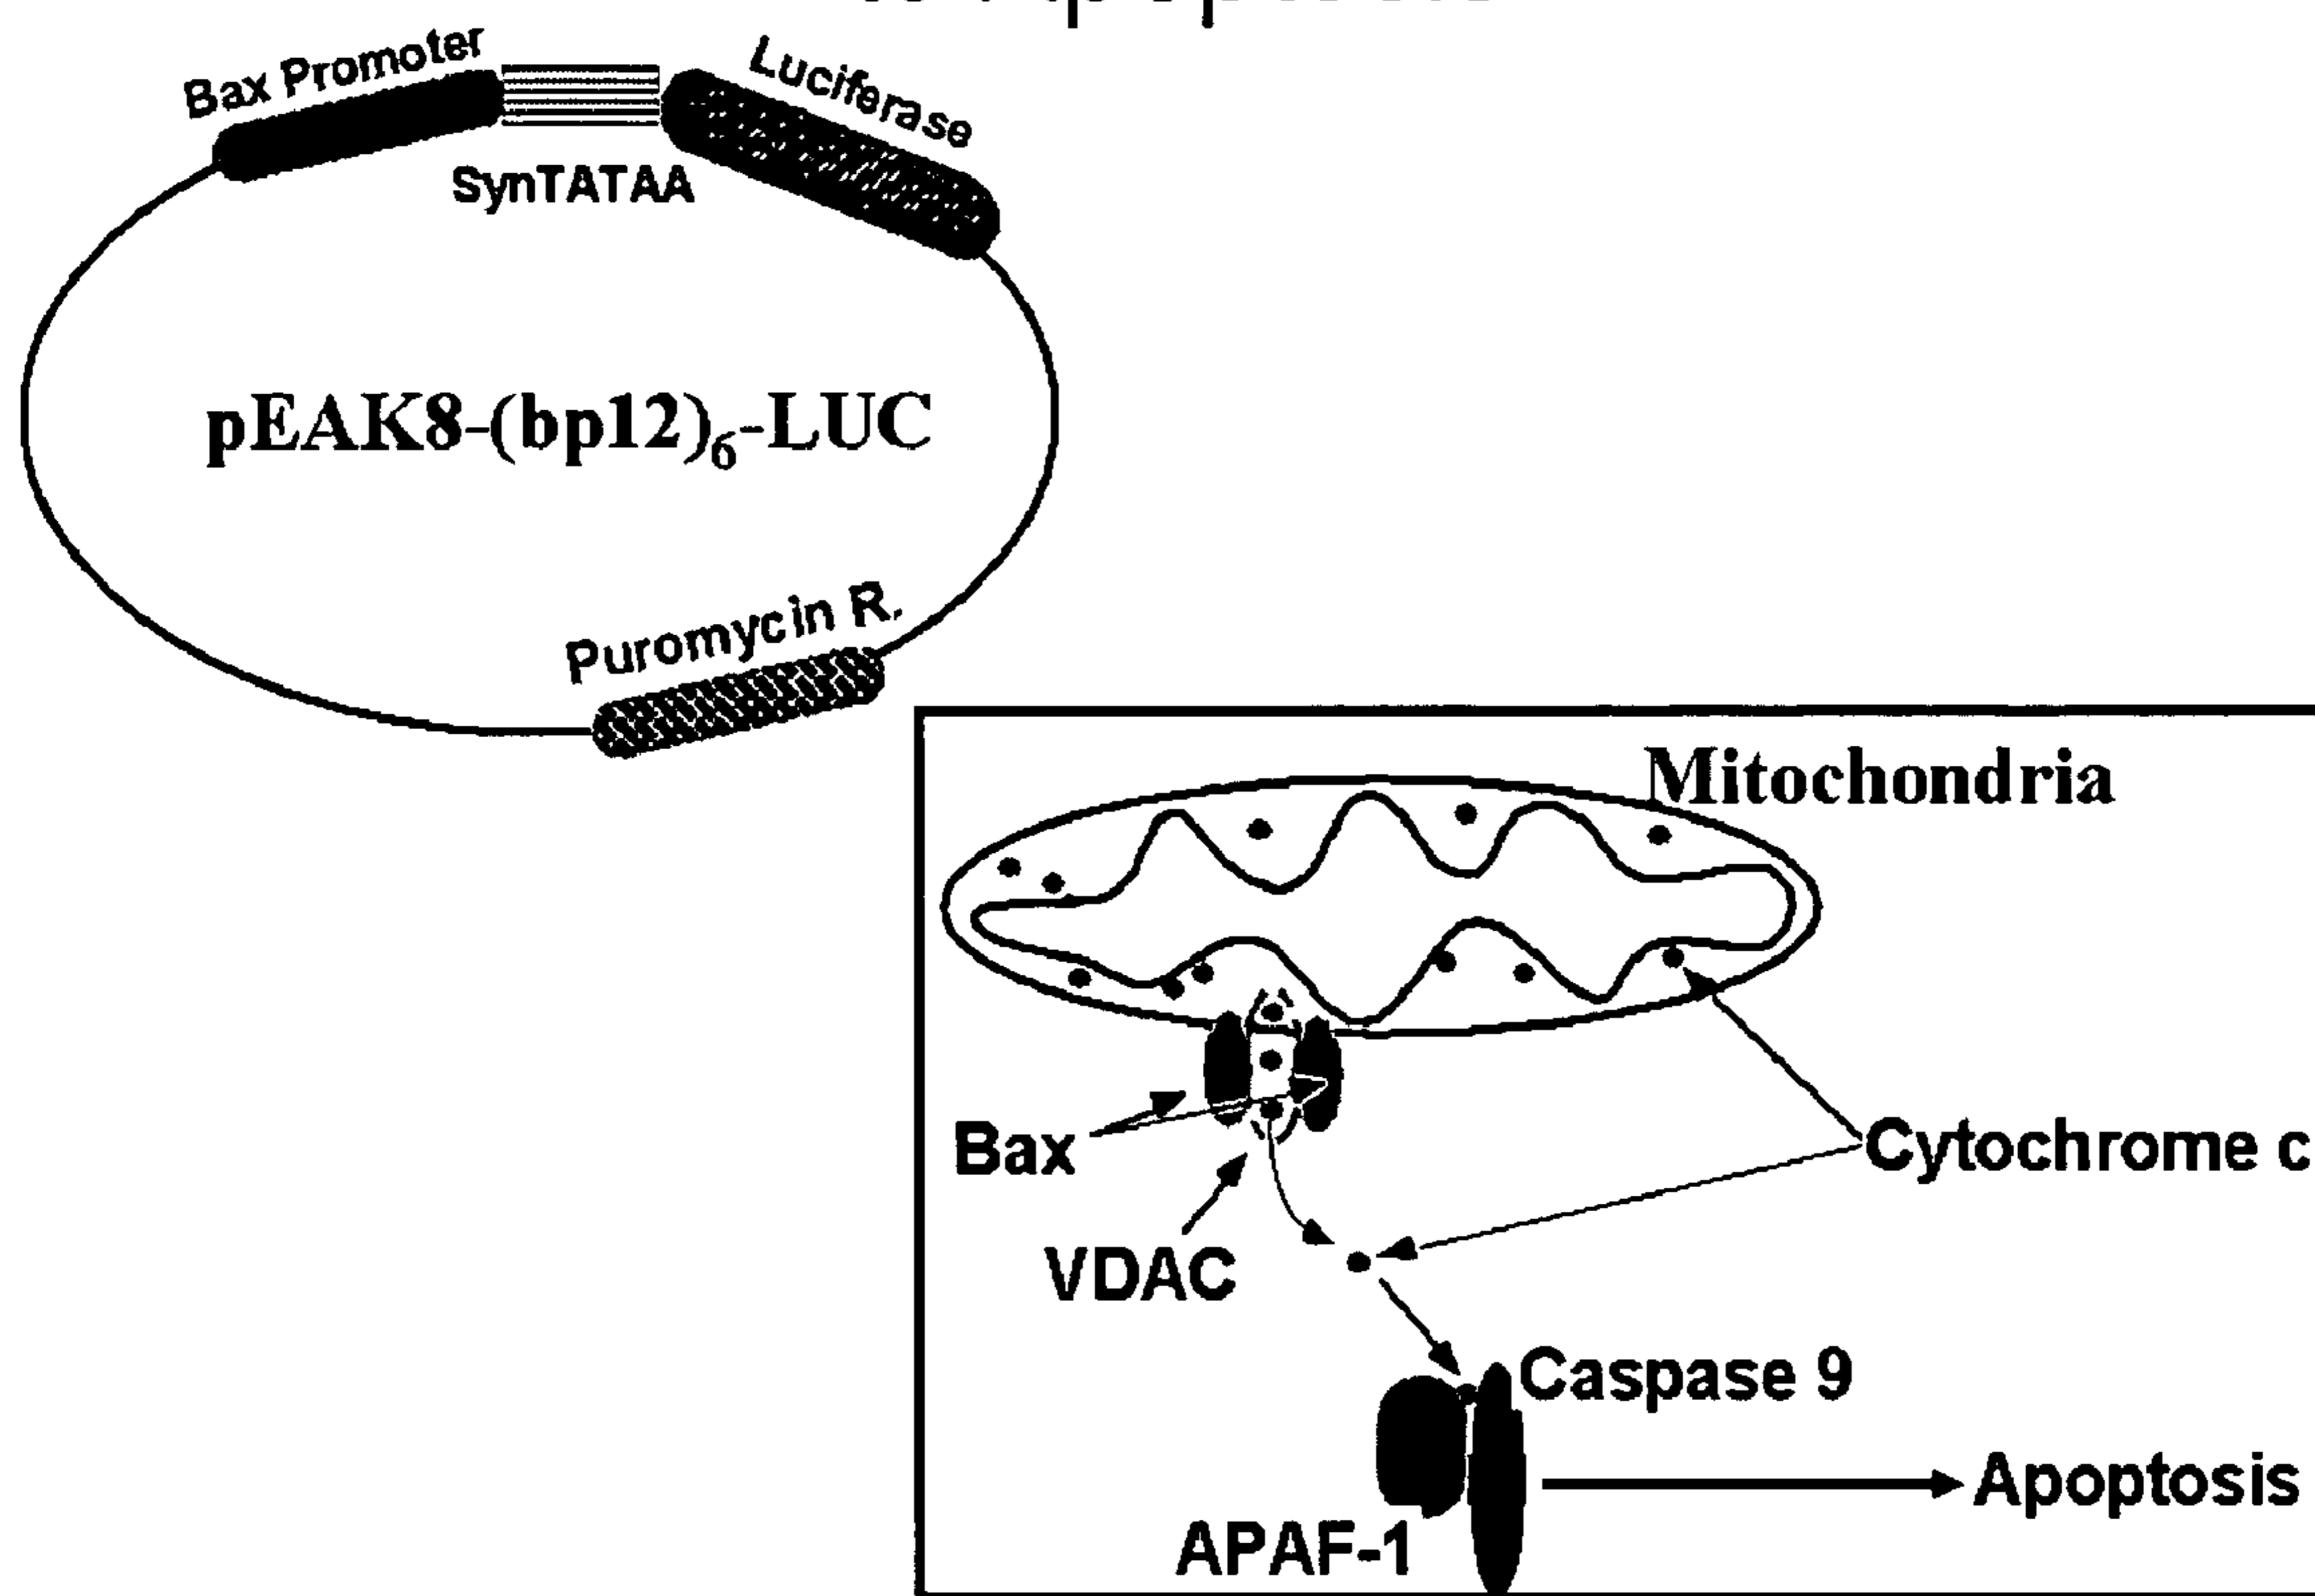 Bax Promoter
Luciferase
SynTATAA
pEAK8-(bp12)6-LUC
Puromycin R.
Mitochondria
Bax
Cytochrome c
VDAC
Caspase 9
Apoptosis
APAF-1